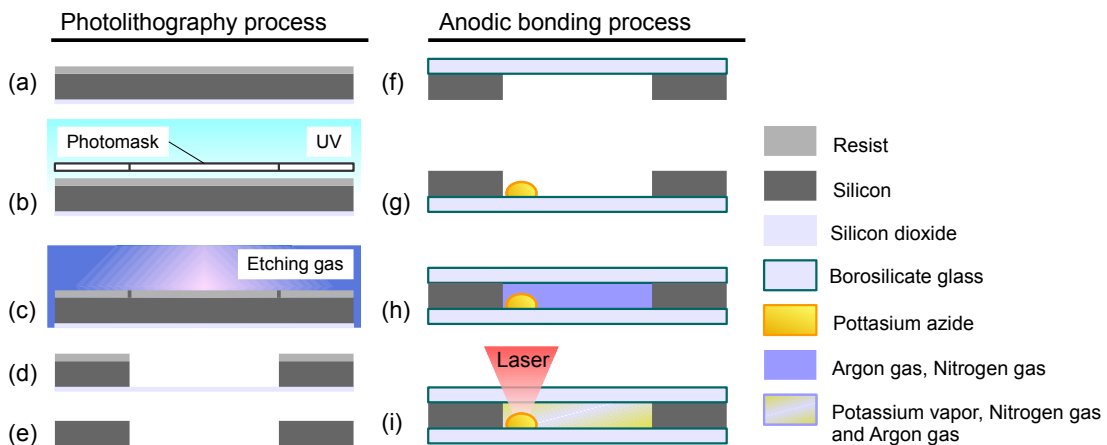 Photolithography process
(a)
Photomask
UV
(b)
Etching gas
(c)
(d)
(e)
Anodic bonding process
(f)
(g)
(h)
Laser
(i)
Resist
Silicon
Silicon dioxide
Borosilicate glass
Pottasium azide
Argon gas, Nitrogen gas
Potassium vapor, Nitrogen gas
and Argon gas